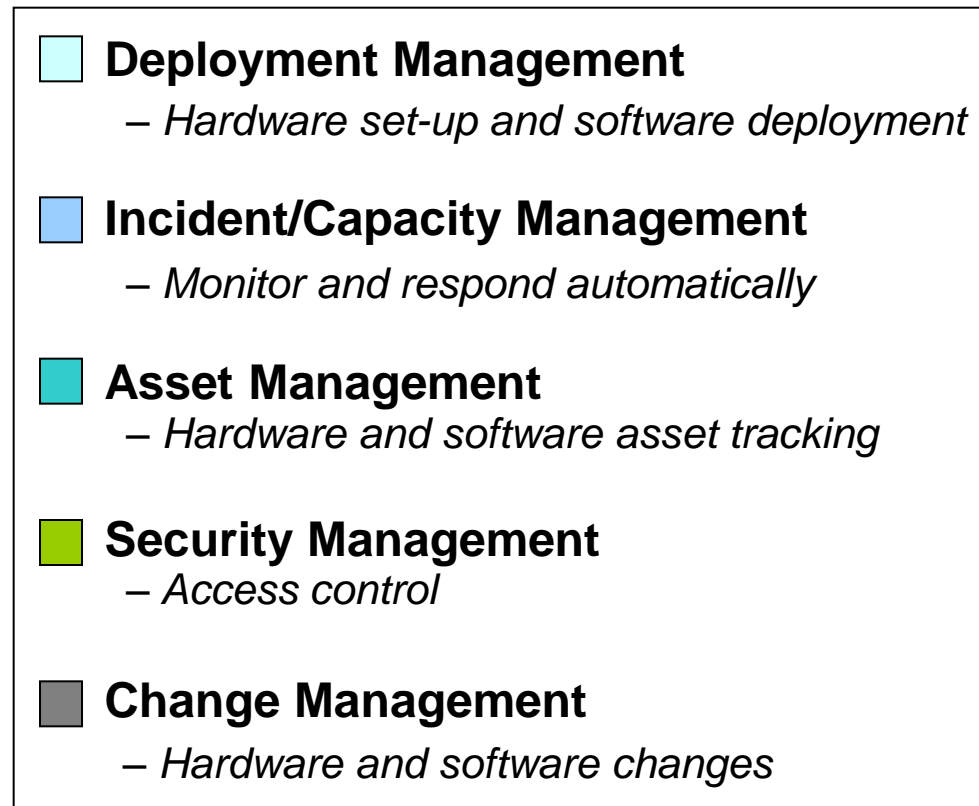 Deployment Management
– Hardware set-up and software deployment
Incident/Capacity Management
– Monitor and respond automatically
Asset Management
– Hardware and software asset tracking
Security Management
– Access control
Change Management
– Hardware and software changes